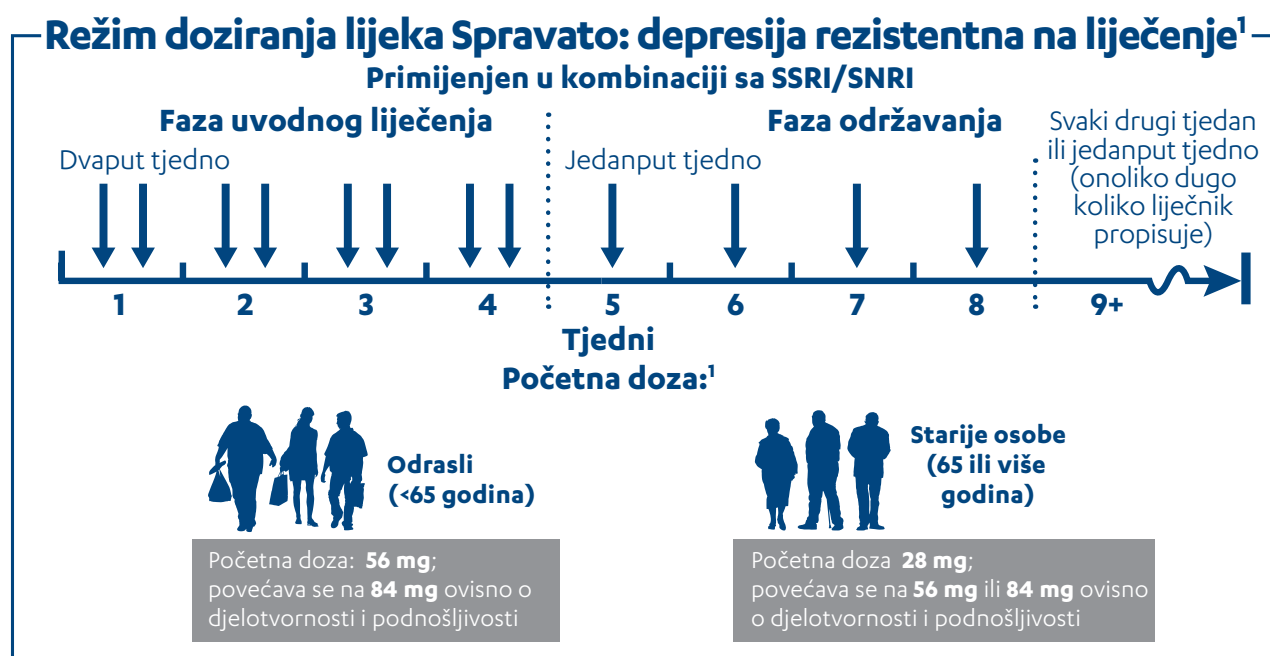 Režim doziranja lijeka Spravato: depresija rezistentna na liječenje¹
Primijenjen u kombinaciji sa SSRI/SNRI
Faza uvodnog liječenja
Faza održavanja
Dvaput tjedno
Jedanput tjedno
Svaki drugi tjedan
ili jedanput tjedno
(onoliko dugo
koliko liječnik
propisuje)
1 2 3 4 5 6 7 8 9+
Tjedni
Početna doza:¹
Odrasli
(<65 godina)
Početna doza: 56 mg;
povećava se na 84 mg ovisno o
djelotvornosti i podnošljivosti
Starije osobe
(65 ili više
godina)
Početna doza 28 mg;
povećava se na 56 mg ili 84 mg ovisno
o djelotvornosti i podnošljivosti